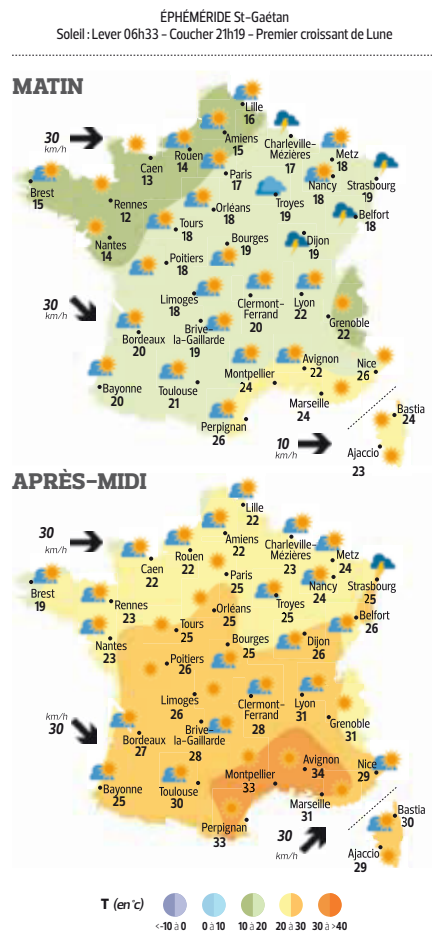 ÉPHÉMÉRIDE St-Gaétan
Soleil : Lever 06h33 - Coucher 21h19 - Premier croissant de Lune
MATIN
Lille
16
30
km/h
Amiens
15
Charleville-
Mézières
17
Rouen
14
Caen
13
Metz
18
Paris
17
Nancy
18
Strasbourg
19
Brest
15
Rennes
12
Orléans
18
Troyes
19
Belfort
18
Tours
18
Nantes
14
Bourges
19
Dijon
19
Poitiers
18
30
km/h
Limoges
18
Clermont-
Ferrand
20
Lyon
22
Grenoble
22
Bordeaux
20
Brive-
la-Gaillarde
19
Avignon
22
Nice
26
Montpellier
24
Bayonne
20
Toulouse
21
Marseille
24
Bastia
24
Perpignan
26
10
km/h
Ajaccio
23
APRÈS-MIDI
Lille
22
30
km/h
Amiens
22
Charleville-
Mézières
23
Rouen
22
Caen
22
Metz
24
Paris
25
Nancy
24
Strasbourg
25
Brest
19
Rennes
23
Orléans
25
Troyes
25
Belfort
26
Tours
25
Nantes
23
Bourges
25
Dijon
26
Poitiers
26
Limoges
26
Clermont-
Ferrand
28
Lyon
31
Grenoble
31
km/h
30
Bordeaux
27
Brive-
la-Gaillarde
28
Avignon
34
Nice
29
Montpellier
33
Bayonne
25
Toulouse
30
Marseille
31
Bastia
30
Perpignan
33
30
km/h
Ajaccio
29
T (en°c)
<-10 à 0
0 à 10
10 à 20
20 à 30
30 à >40